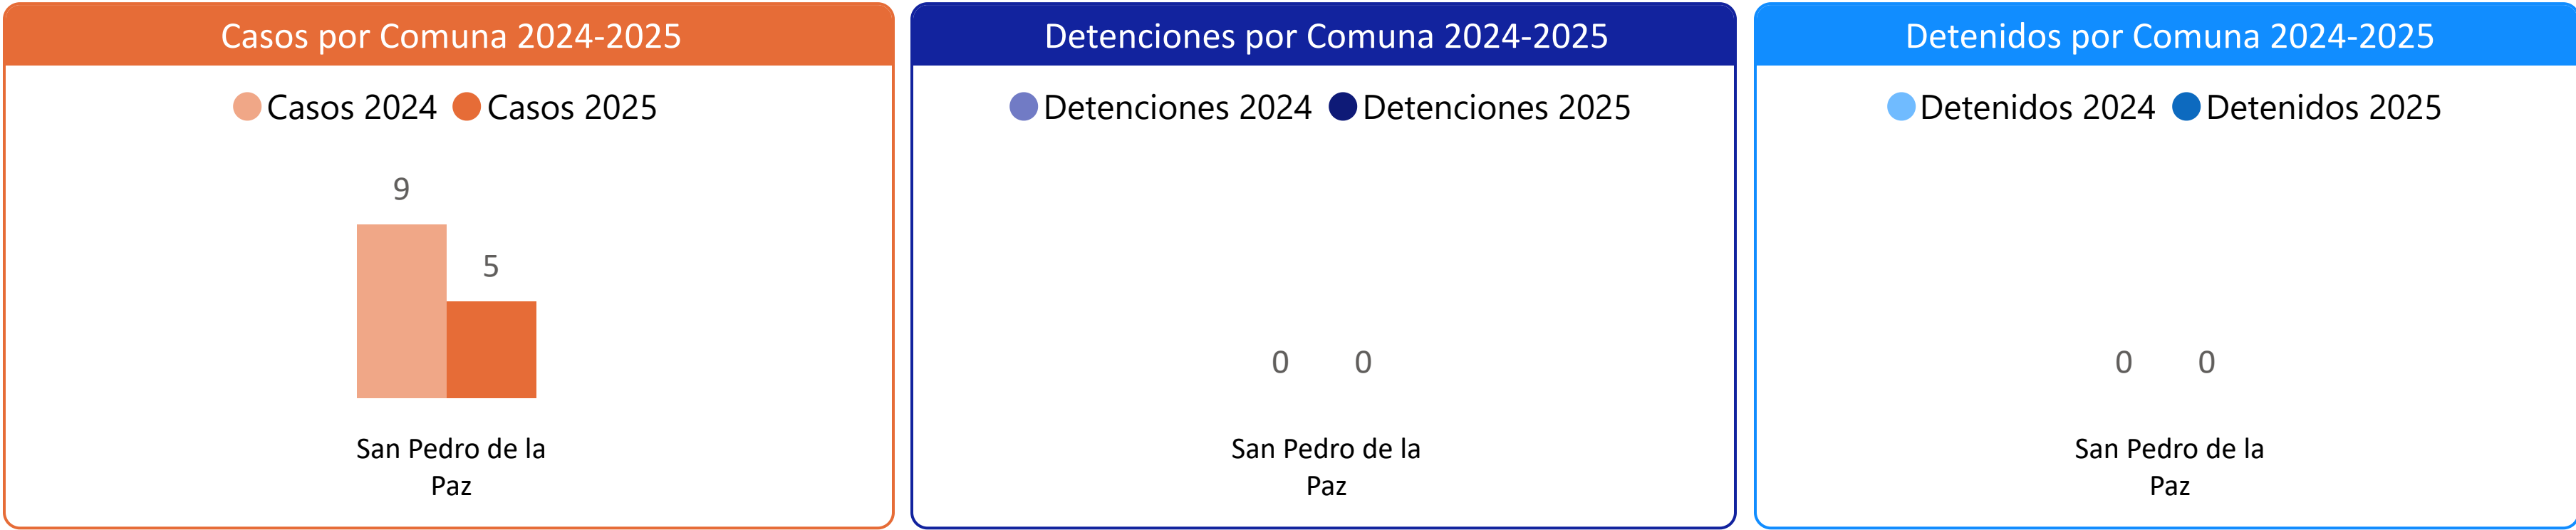 Casos por Comuna 2024-2025
Casos 2024 Casos 2025
9
5
San Pedro de la
Paz
Detenciones por Comuna 2024-2025
Detenciones 2024 Detenciones 2025
0 0
San Pedro de la
Paz
Detenidos por Comuna 2024-2025
Detenidos 2024 Detenidos 2025
0 0
San Pedro de la
Paz